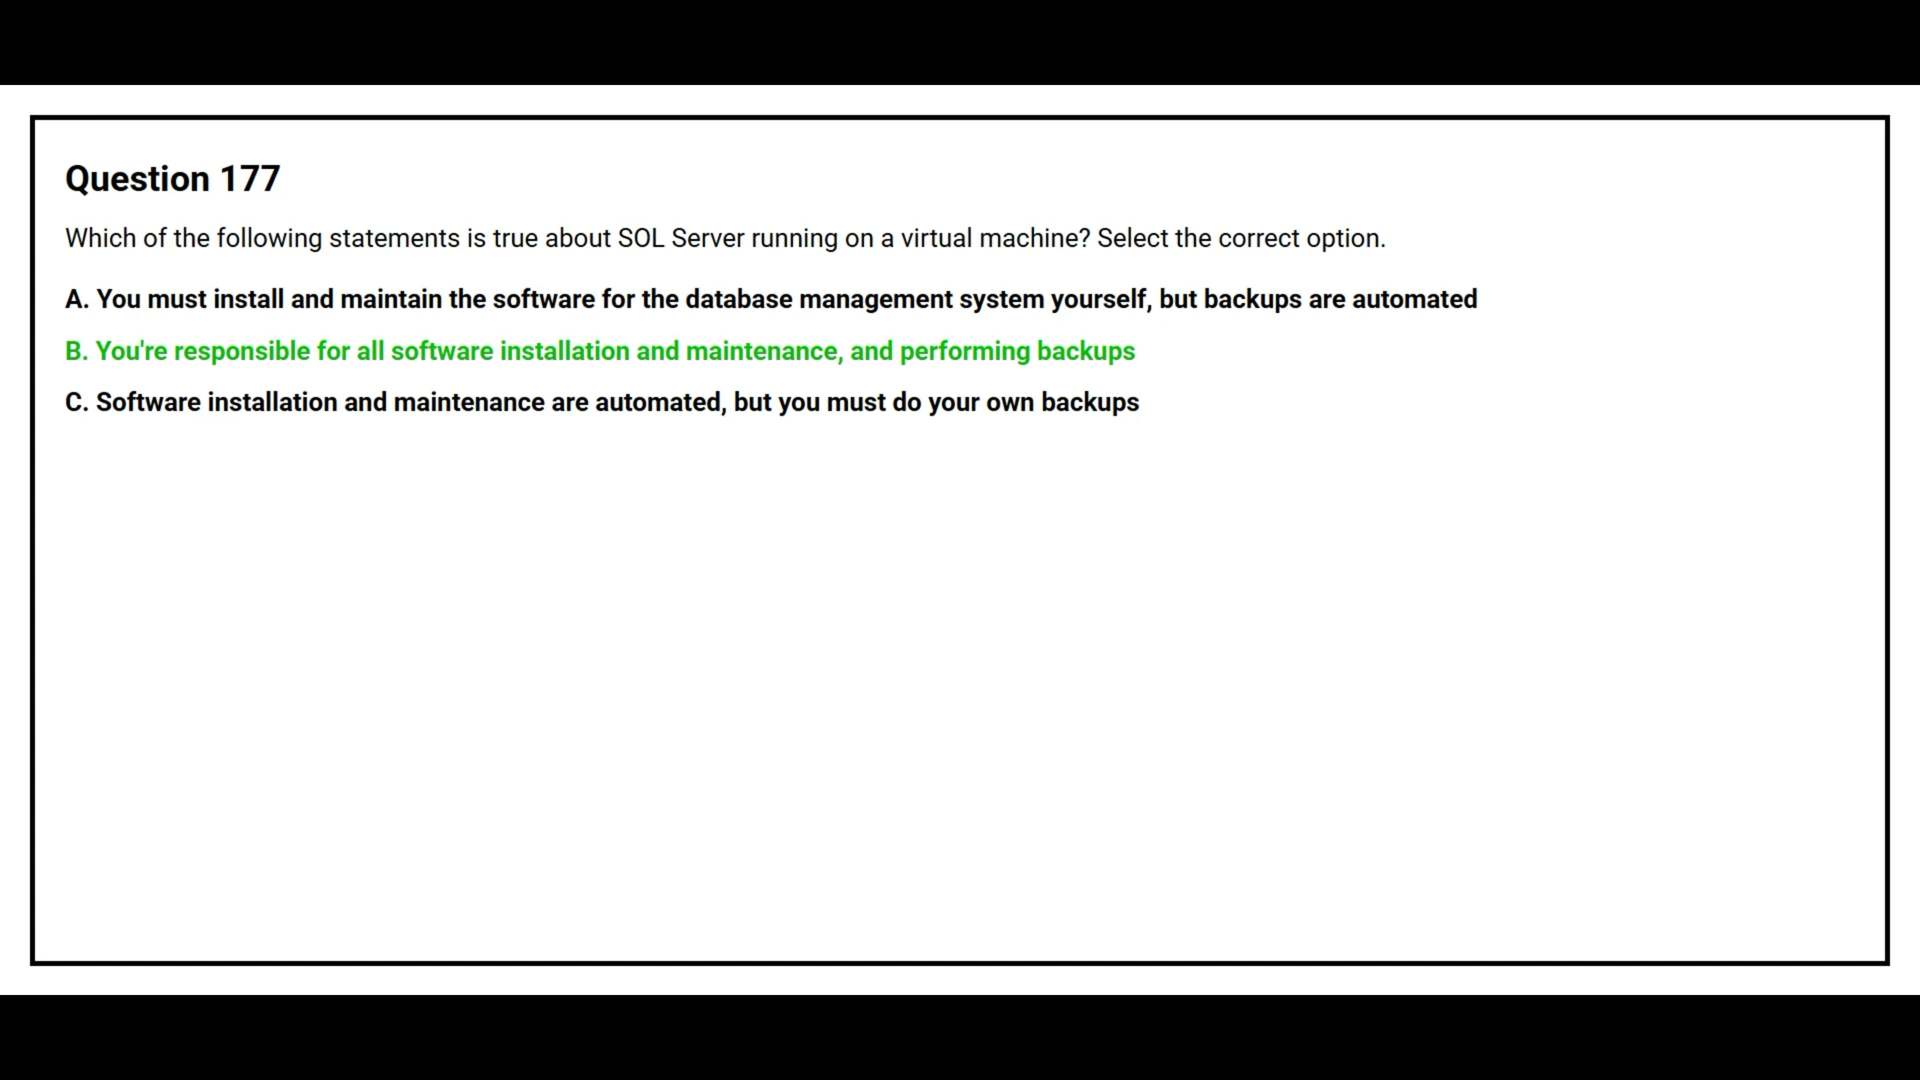 Question 177
Which of the following statements is true about SOL Server running on a virtual machine? Select the correct option.
A. You must install and maintain the software for the database management system yourself, but backups are automated
B. You're responsible for all software installation and maintenance, and performing backups
C. Software installation and maintenance are automated, but you must do your own backups